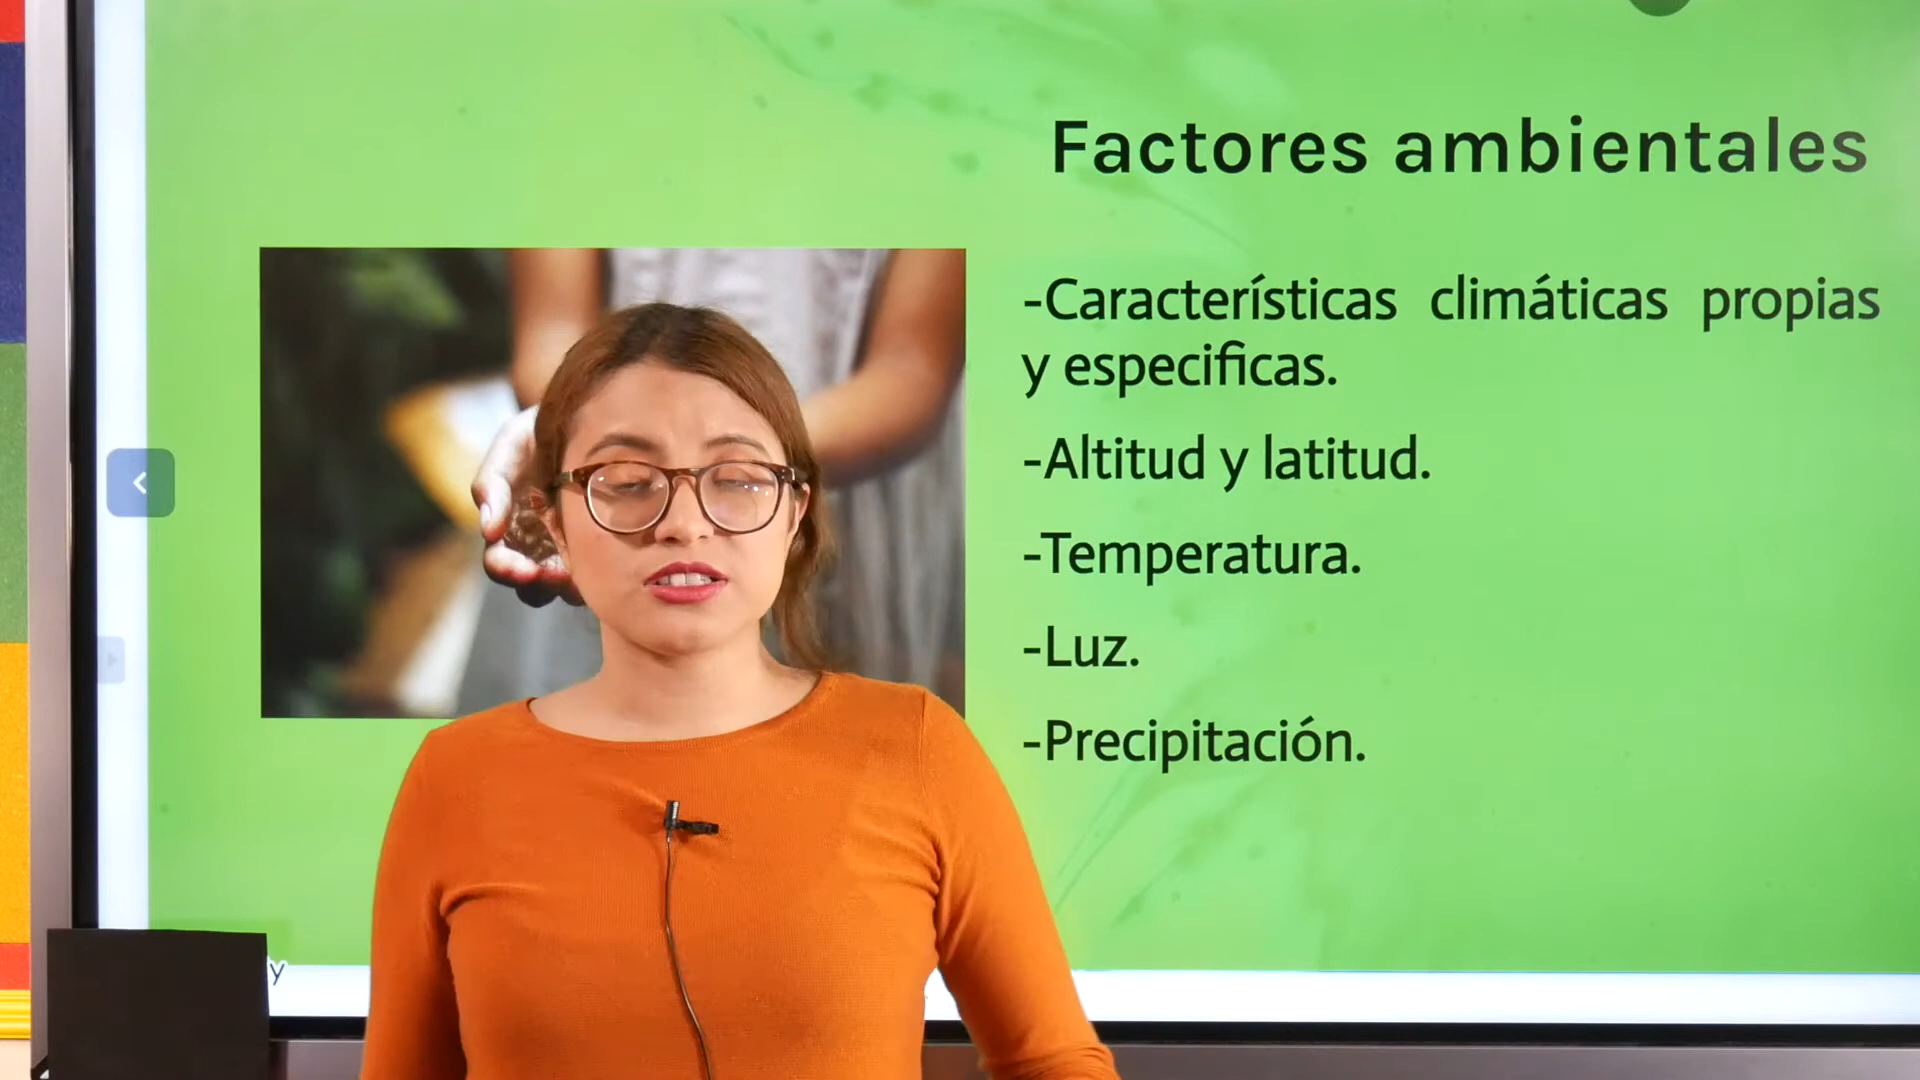 Factores ambientales
-Características climáticas propias
y especificas.
-Altitud y latitud.
-Temperatura.
-Luz.
-Precipitación.
y